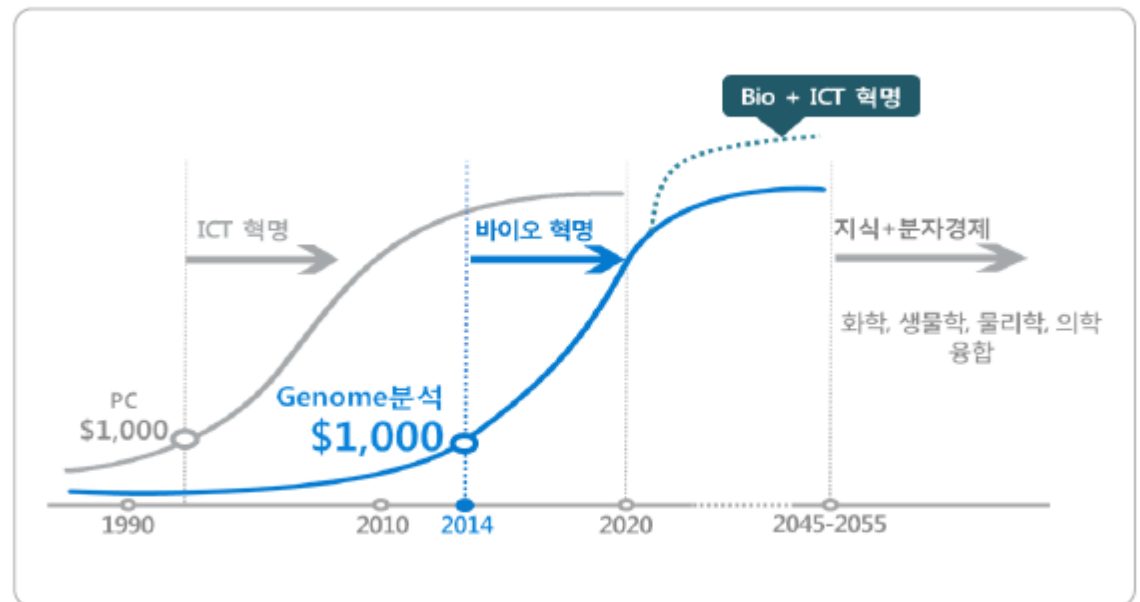 Bio + ICT 혁명
ICT 혁명
바이오 혁명
지식+분자경제
화학, 생물학, 물리학, 의학
융합
PC
$1,000
Genome분석
$1,000
1990
2010
2014
2020
2045-2055